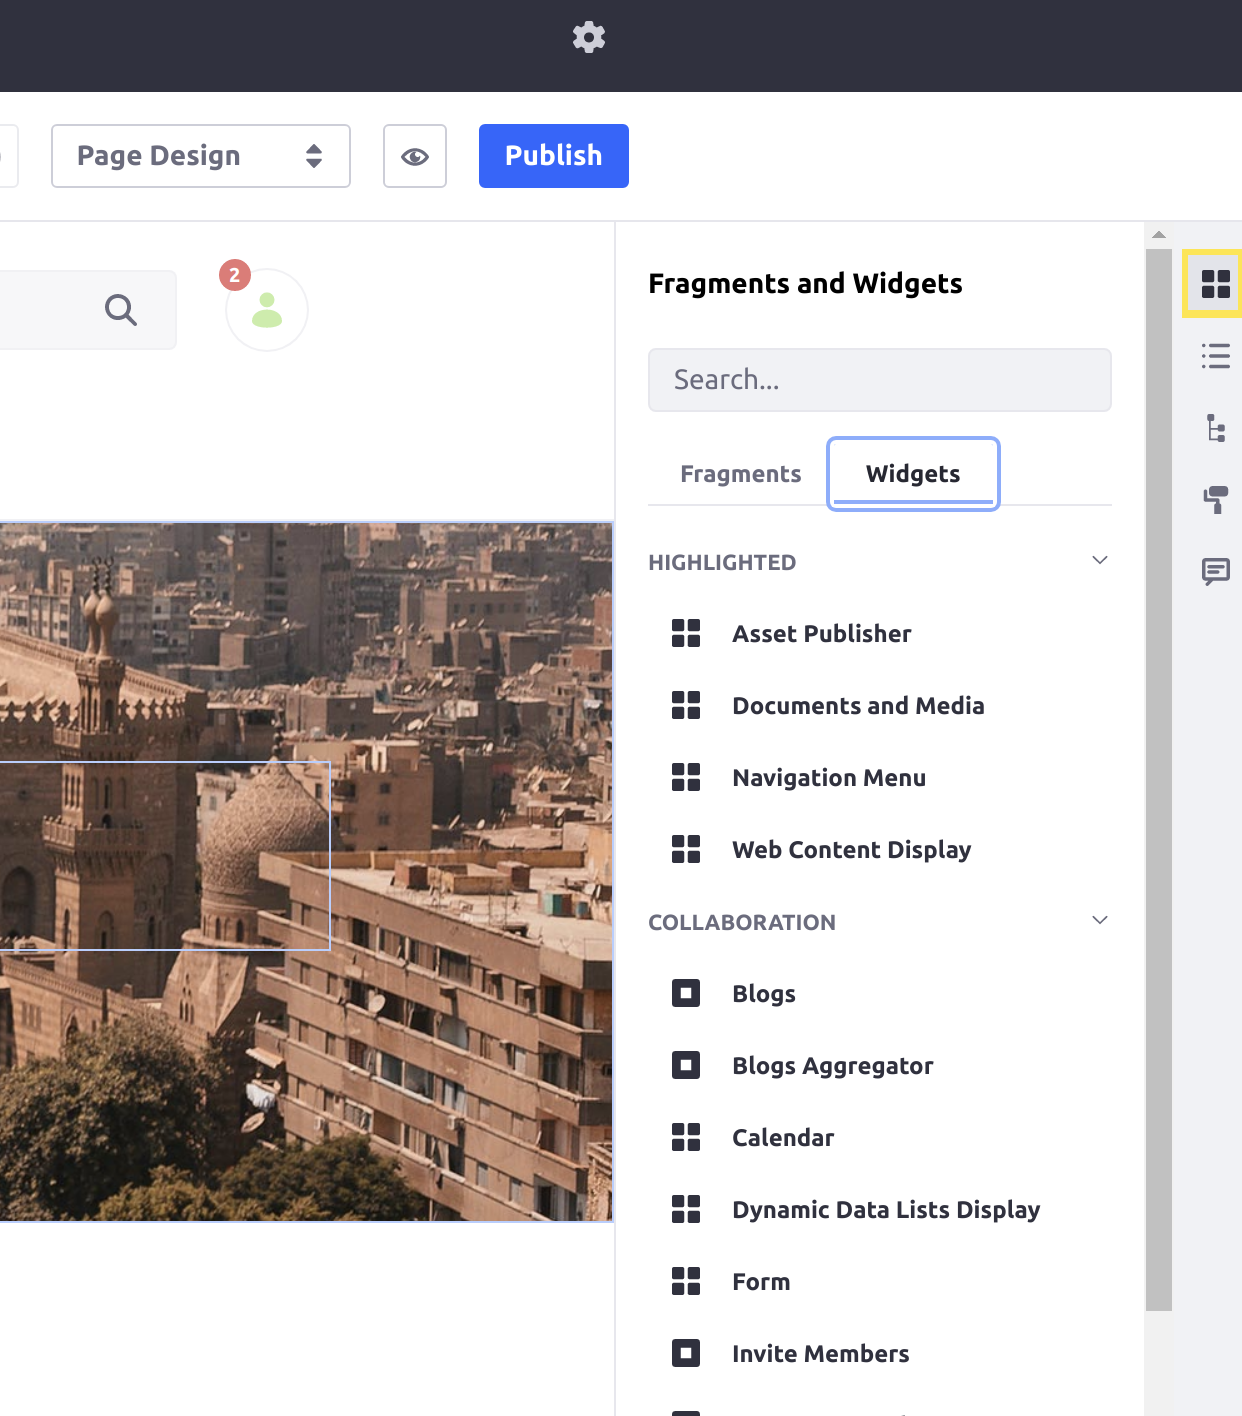 Page Design
Publish
2
Fragments and Widgets
Search...
Fragments
Widgets
HIGHLIGHTED
Asset Publisher
Documents and Media
Navigation Menu
Web Content Display
COLLABORATION
Blogs
Blogs Aggregator
Calendar
Dynamic Data Lists Display
Form
Invite Members